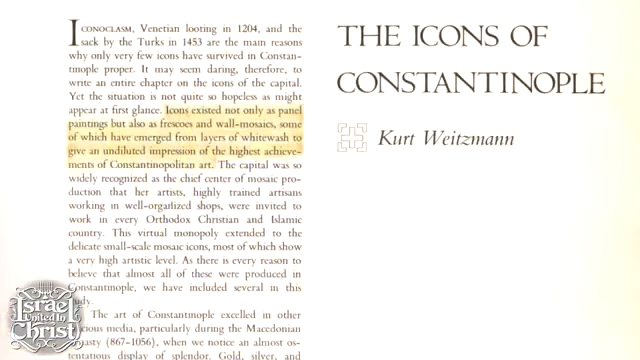 ICONOCLASM, Venetian looting in 1204, and the
sack by the Turks in 1453 are the main reasons
why only very few icons have survived in Constan-
tinople proper. It may seem daring, therefore, to
write an entire chapter on the icons of the capital.
Yet the situation is not quite so hopeless as might
appear at first glance. Icons existed not only as panel
paintings but also as frescoes and wall-mosaics, some
of which have emerged from layers of whitewash to
give an undiluted impression of the highest achieve-
ments of Constantinopolitan art. The capital was so
widely recognized as the chief center of mosaic pro-
duction that her artists, highly trained artisans
working in well-organized shops, were invited to
work in every Orthodox Christian and Islamic
country. This virtual monopoly extended to the
delicate small-scale mosaic icons, most of which show
a very high artistic level. As there is every reason to
believe that almost all of these were produced in
Constantinople, we have included several in this
The art of Constantinople excelled in other
media, particularly during the Macedonian
(867-1056), when we notice an almost os-
tentatious display of splendor. Gold, silver, and
THE ICONS OF
CONSTANTINOPLE
Kurt Weitzmann
Israel
United In
Christ